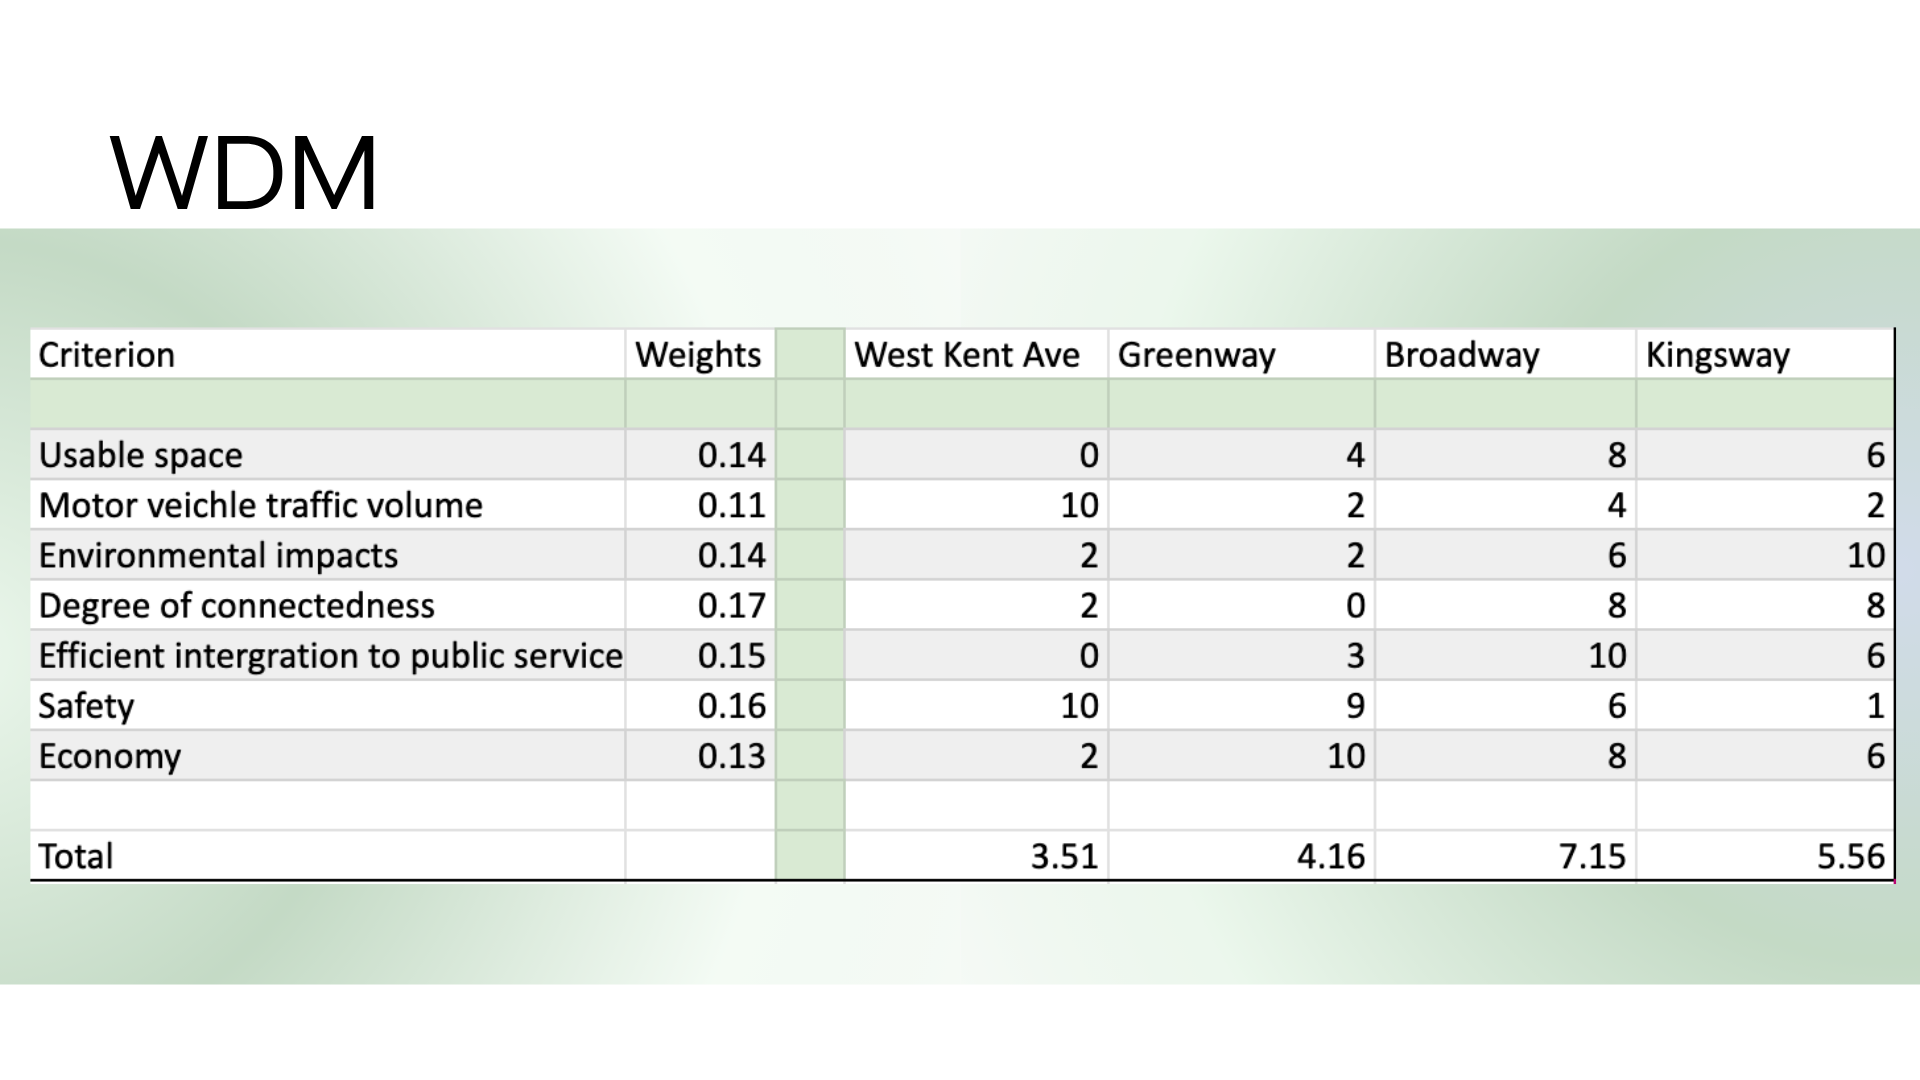 WDM
Criterion Weights West Kent Ave Greenway Broadway Kingsway
Usable space 0.14 0 4 8 6
Motor veichle traffic volume 0.11 10 2 4 2
Environmental impacts 0.14 2 2 6 10
Degree of connectedness 0.17 2 0 8 8
Efficient intergration to public service 0.15 0 3 10 6
Safety 0.16 10 9 6 1
Economy 0.13 2 10 8 6
Total 3.51 4.16 7.15 5.56